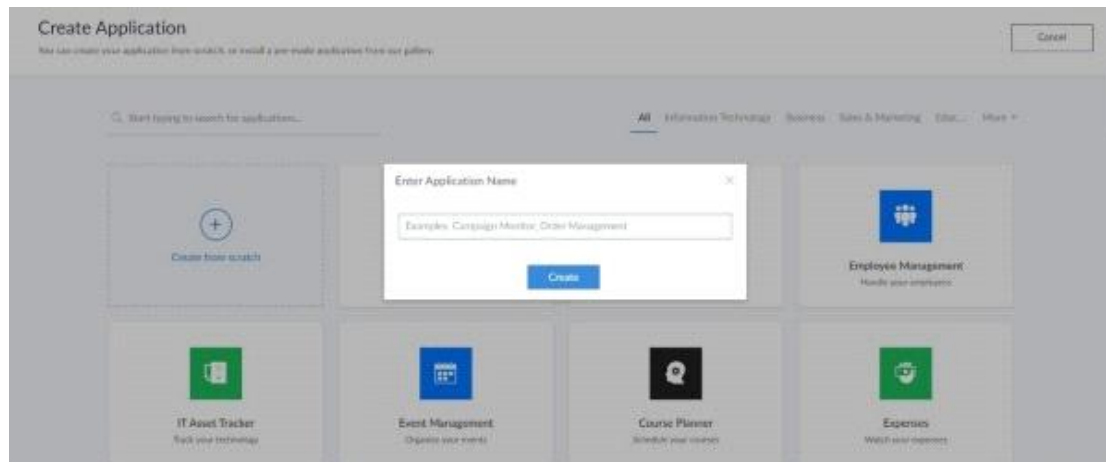 Create Application
You can create your application from scratch, or install a pre-made application from our gallery.
Cancel
Start typing to search for applications...
All Information Technology Business Sales & Marketing Educ... More
Enter Application Name
Examples: Campaign Monitor, Order Management
Create
Create from scratch
Employee Management
Handle your employees
IT Asset Tracker
Track your technology
Event Management
Organize your events
Course Planner
Schedule your courses
Expenses
Watch your expenses